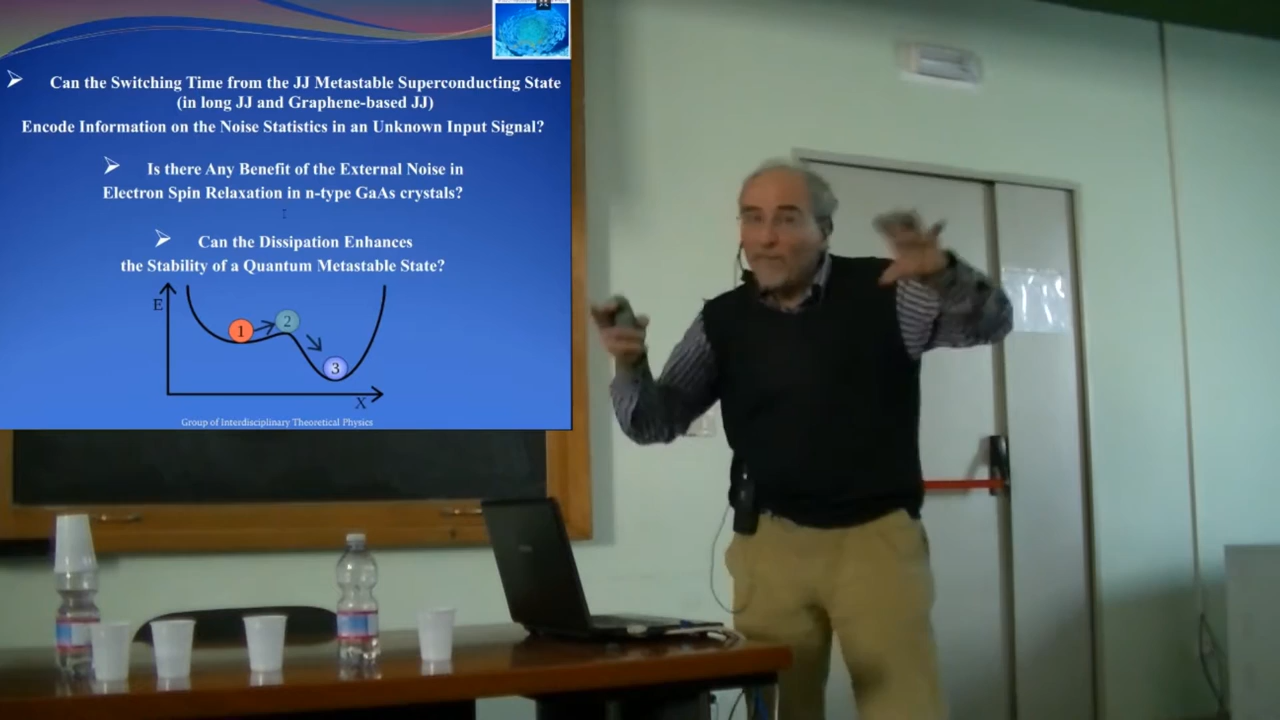 Can the Switching Time from the JJ Metastable Superconducting State
(in long JJ and Graphene-based JJ)
Encode Information on the Noise Statistics in an Unknown Input Signal?
Is there Any Benefit of the External Noise in
Electron Spin Relaxation in n-type GaAs crystals?
Can the Dissipation Enhances
the Stability of a Quantum Metastable State?
E
1
2
3
X
Group of Interdisciplinary Theoretical Physics